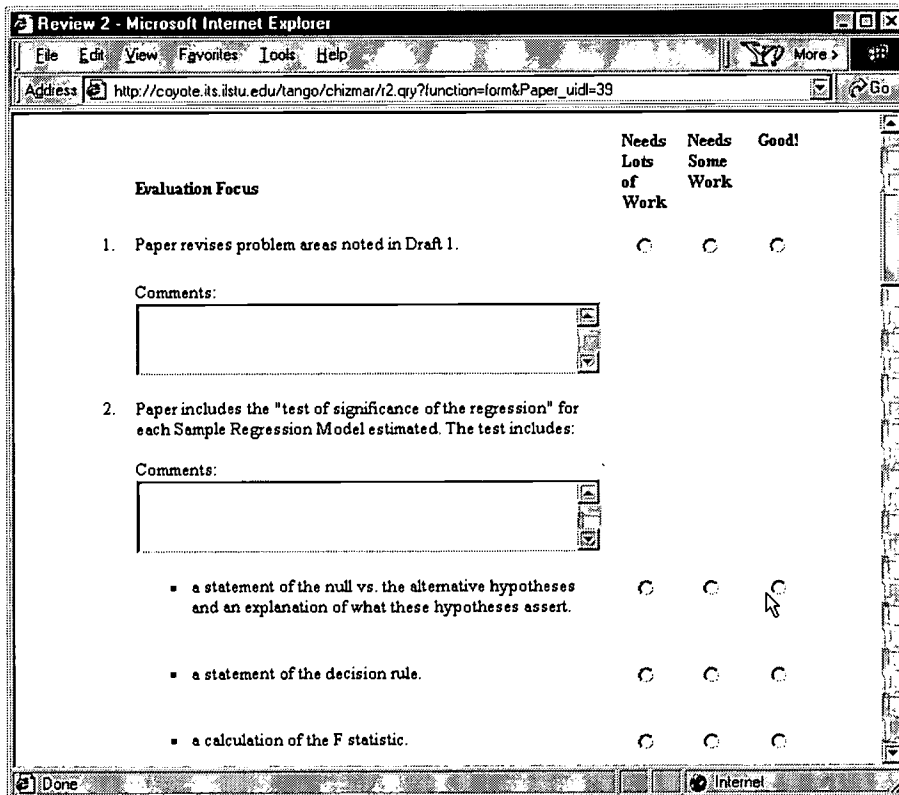 Review 2 - Microsoft Internet Explorer
File Edit View Favorites Tools Help
More >
Address http://coyote.its.ilstu.edu/tango/chizmar/r2.qry?function=form&Paper_uidl=39
Go
Needs Needs Good!
Lots Some
of Work
Work
Evaluation Focus
1. Paper revises problem areas noted in Draft 1.
Comments:
2. Paper includes the "test of significance of the regression" for
each Sample Regression Model estimated. The test includes:
Comments:
▪ a statement of the null vs. the alternative hypotheses
and an explanation of what these hypotheses assert.
▪ a statement of the decision rule.
▪ a calculation of the F statistic.
Done
Internet